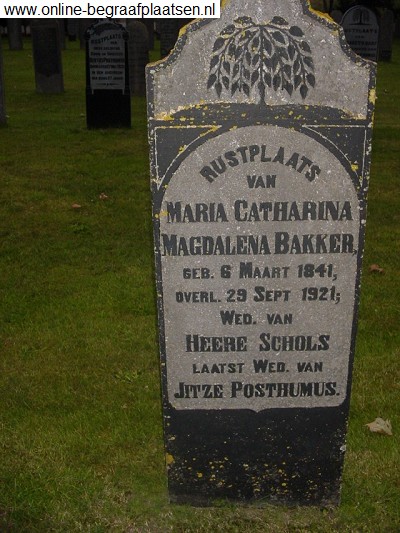 www.online-begraafplaatsen.nl
RUSTPLAATS
VAN
MARIA CATHARINA
MAGDALENA BAKKER,
GEB. 6 MAART 1841,
OVERL. 29 SEPT 1921;
WED. VAN
HEERE SCHOLS
LAATST WED. VAN
JITZE POSTHUMUS.